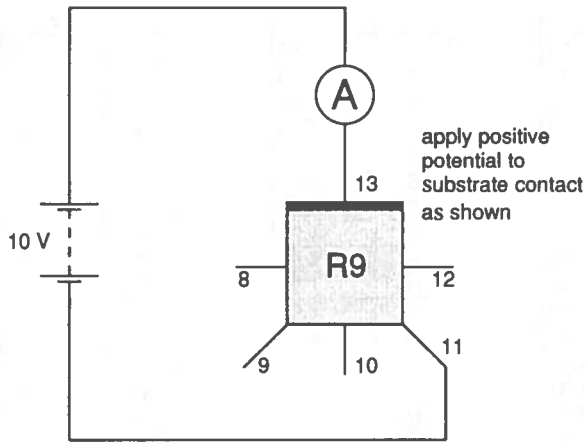 A
apply positive
potential to
substrate contact
as shown
13
10 V
R9
8
12
9
10
11